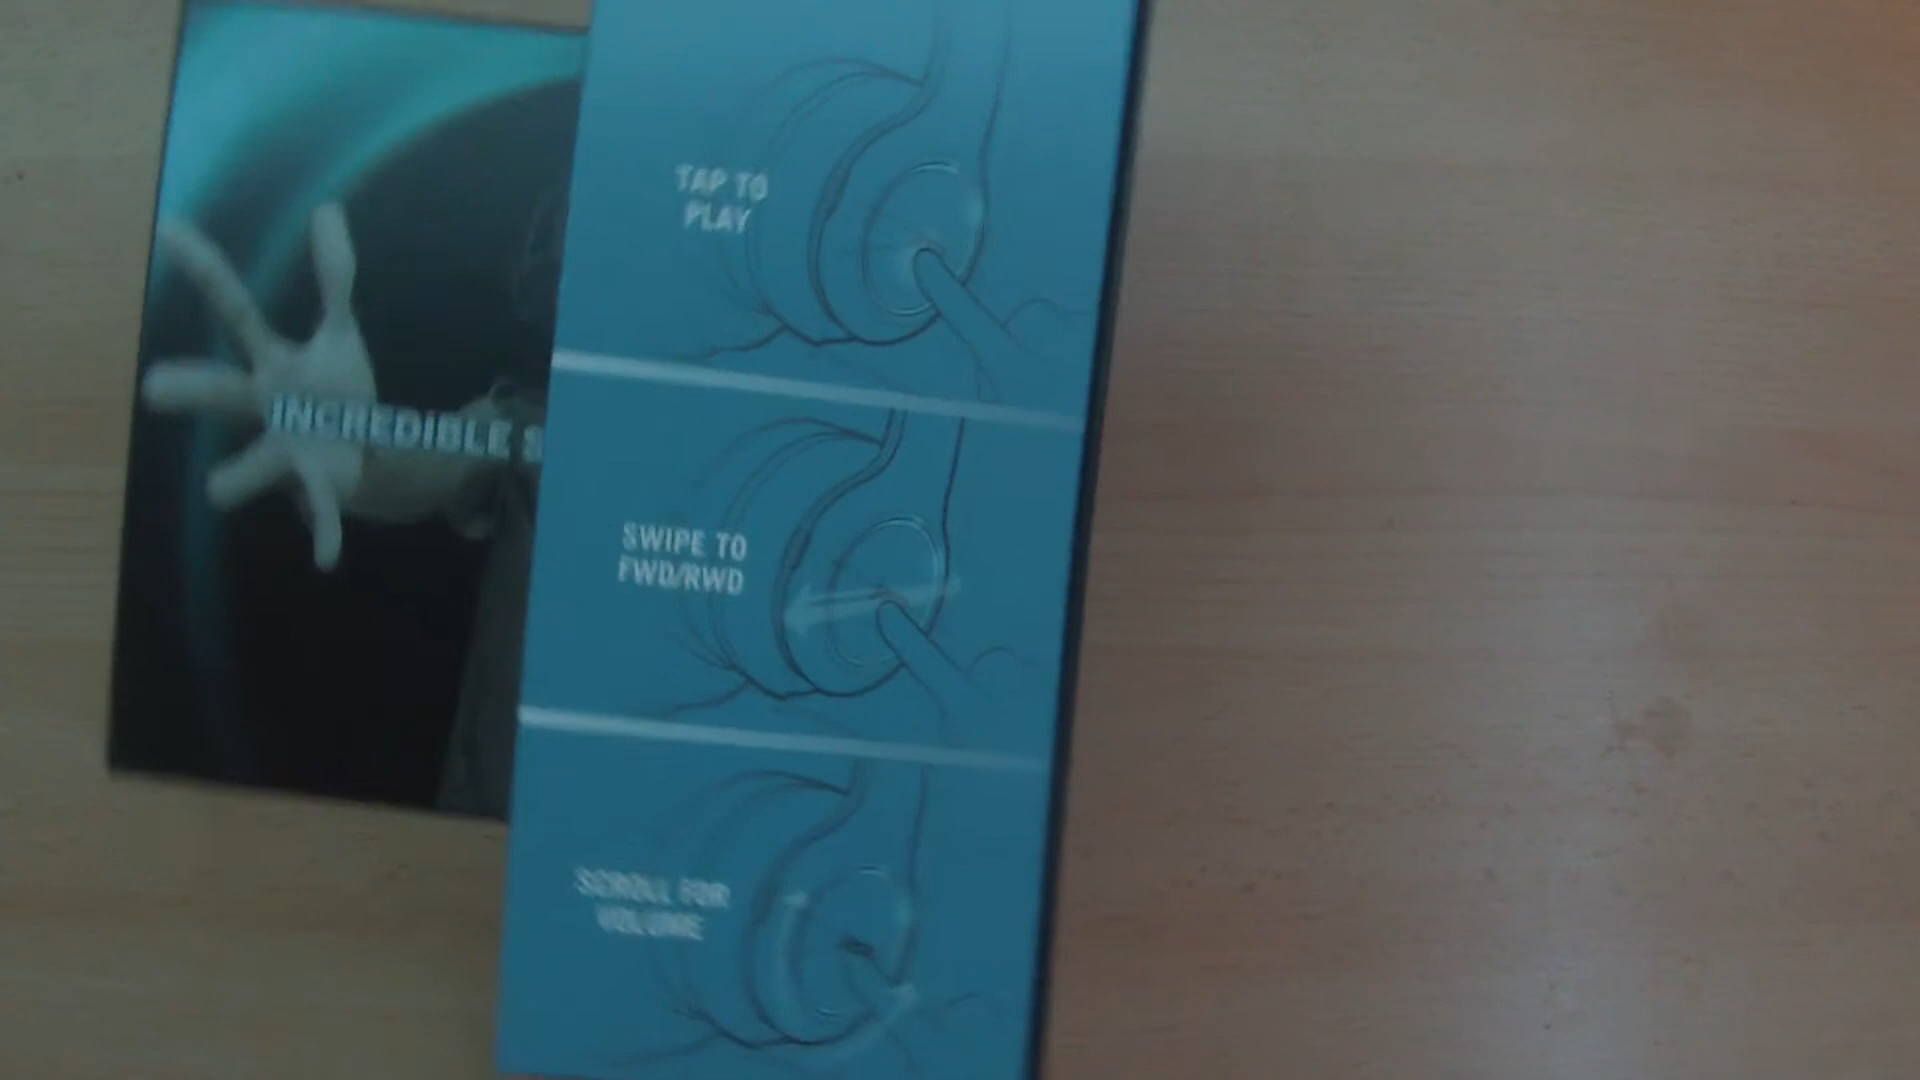 INCREDIBLE
TAP TO
PLAY
SWIPE TO
FWD/RWD
SCROLL FOR
VOLUME